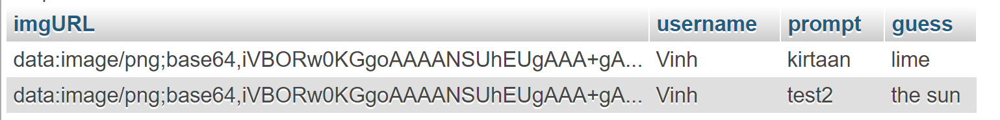 imgURL username prompt guess
data:image/png;base64,iVBORw0KGgoAAAANSUhEUgAAA+gA... Vinh kirtaan lime
data:image/png;base64,iVBORw0KGgoAAAANSUhEUgAAA+gA... Vinh test2 the sun